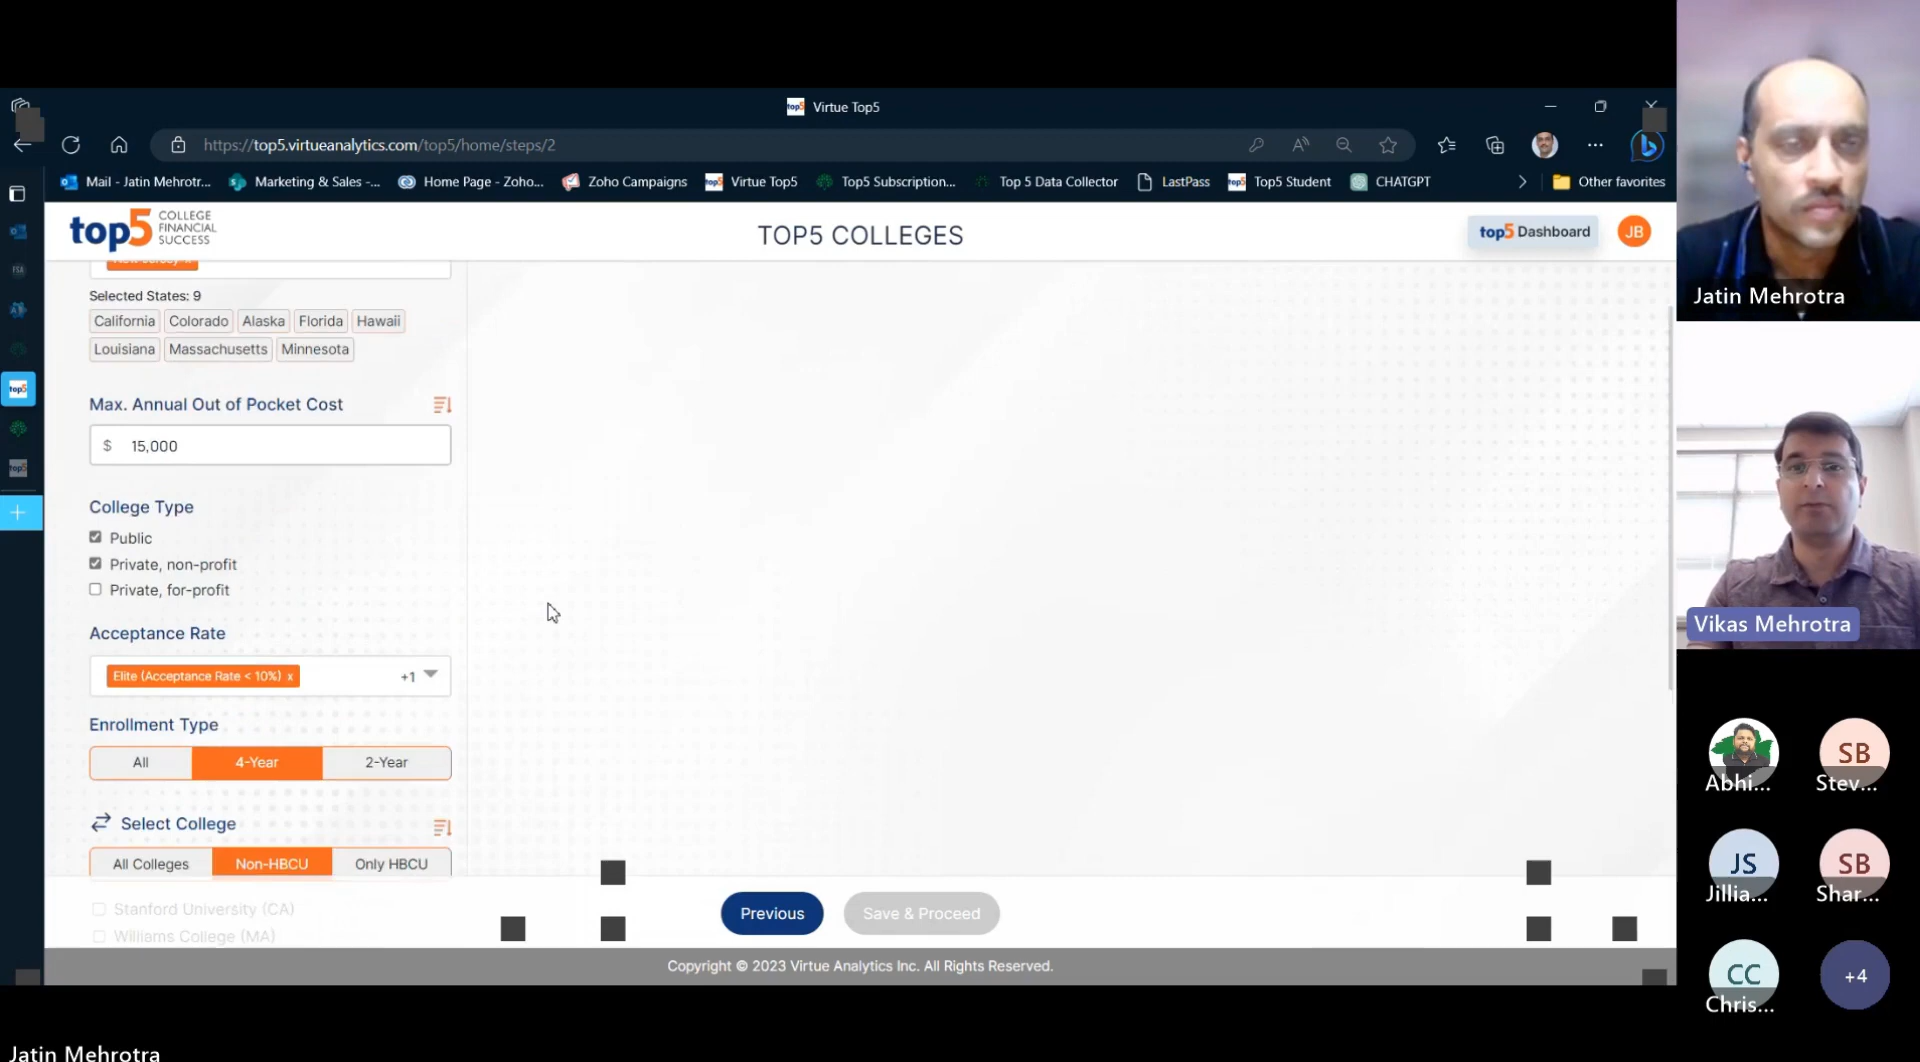 Virtue Top5
https://top5.virtueanalytics.com/top5/home/steps/2
Mail - Jatin Mehrotr...
Marketing & Sales -...
Home Page - Zoho...
Zoho Campaigns
Virtue Top5
Top5 Subscription...
Top 5 Data Collector
LastPass
Top5 Student
CHATGPT
Other favorites
top5 COLLEGE FINANCIAL SUCCESS
TOP5 COLLEGES
top5 Dashboard
JB
Selected States: 9
California Colorado Alaska Florida Hawaii
Louisiana Massachusetts Minnesota
Max. Annual Out of Pocket Cost
$ 15,000
College Type
Public
Private, non-profit
Private, for-profit
Acceptance Rate
Elite (Acceptance Rate < 10%) x +1
Enrollment Type
All 4-Year 2-Year
Select College
All Colleges Non-HBCU Only HBCU
Stanford University (CA)
Williams College (MA)
Previous
Save & Proceed
Copyright © 2023 Virtue Analytics Inc. All Rights Reserved.
Jatin Mehrotra
Vikas Mehrotra
Abhi...
SB
Stev...
JS
Jillia...
SB
Shar...
CC
Chris...
+4
Jatin Mehrotra